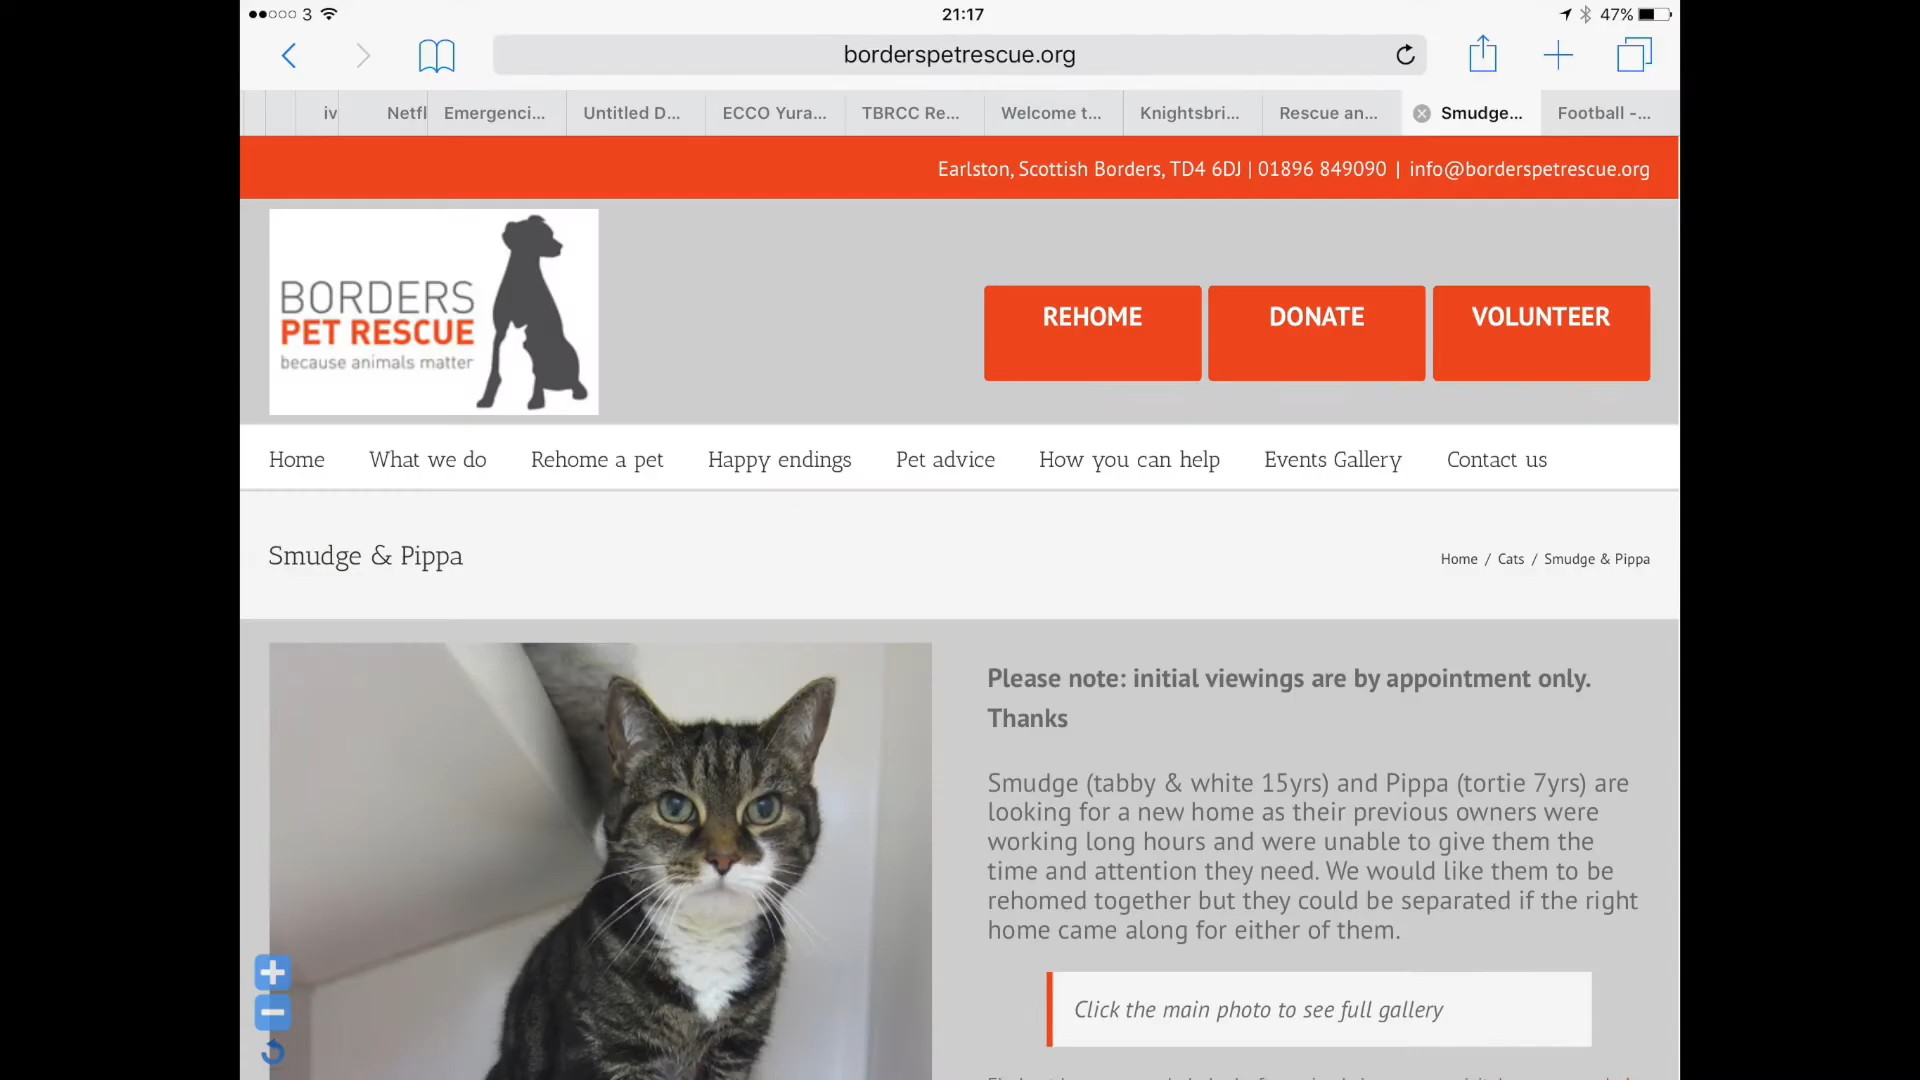 3
21:17
47%
borderspetrescue.org
iv
Netfl
Emergenci...
Untitled D...
ECCO Yura...
TBRCC Re...
Welcome t...
Knightsbri...
Rescue an...
Smudge...
Football -...
Earlston, Scottish Borders, TD4 6DJ | 01896 849090 | info@borderspetrescue.org
BORDERS
PET RESCUE
because animals matter
REHOME
DONATE
VOLUNTEER
Home
What we do
Rehome a pet
Happy endings
Pet advice
How you can help
Events Gallery
Contact us
Smudge & Pippa
Home / Cats / Smudge & Pippa
Please note: initial viewings are by appointment only.
Thanks
Smudge (tabby & white 15yrs) and Pippa (tortie 7yrs) are
looking for a new home as their previous owners were
working long hours and were unable to give them the
time and attention they need. We would like them to be
rehomed together but they could be separated if the right
home came along for either of them.
Click the main photo to see full gallery